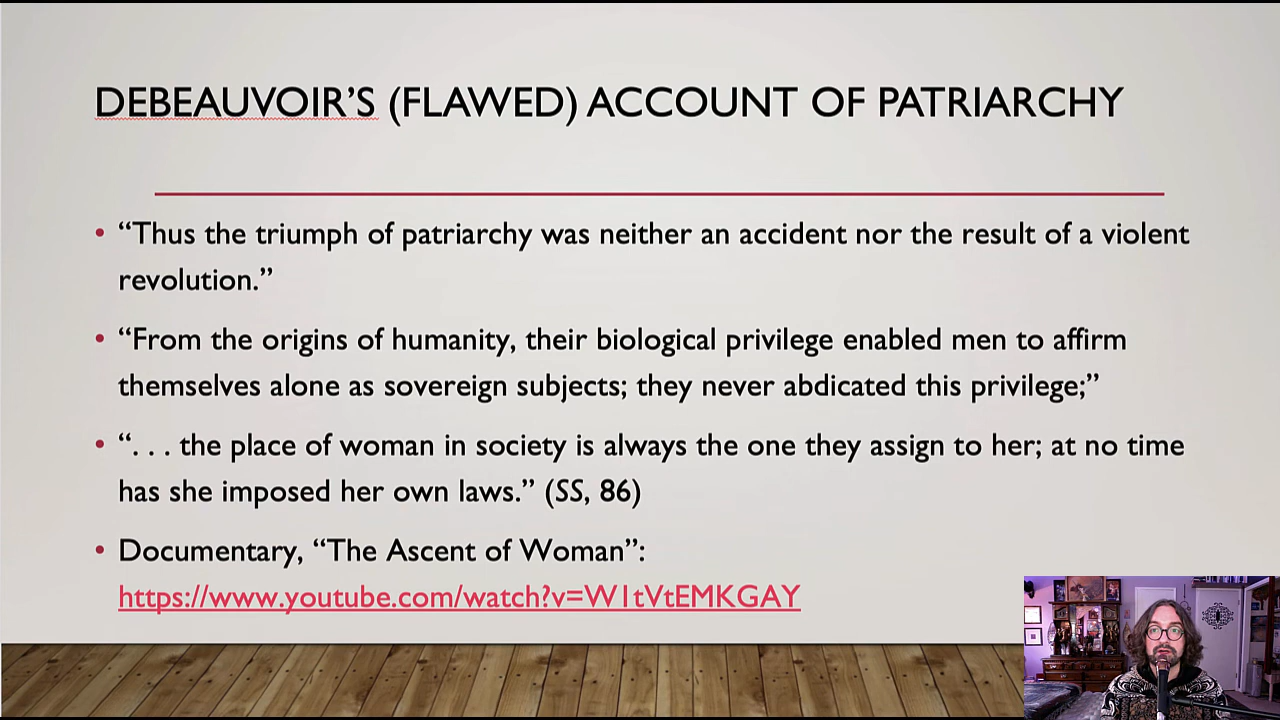 DEBEAUVOIR’S (FLAWED) ACCOUNT OF PATRIARCHY
• “Thus the triumph of patriarchy was neither an accident nor the result of a violent
revolution.”
• “From the origins of humanity, their biological privilege enabled men to affirm
themselves alone as sovereign subjects; they never abdicated this privilege;”
• “. . . the place of woman in society is always the one they assign to her; at no time
has she imposed her own laws.” (SS, 86)
• Documentary, “The Ascent of Woman”:
https://www.youtube.com/watch?v=W1tVtEMKGAY